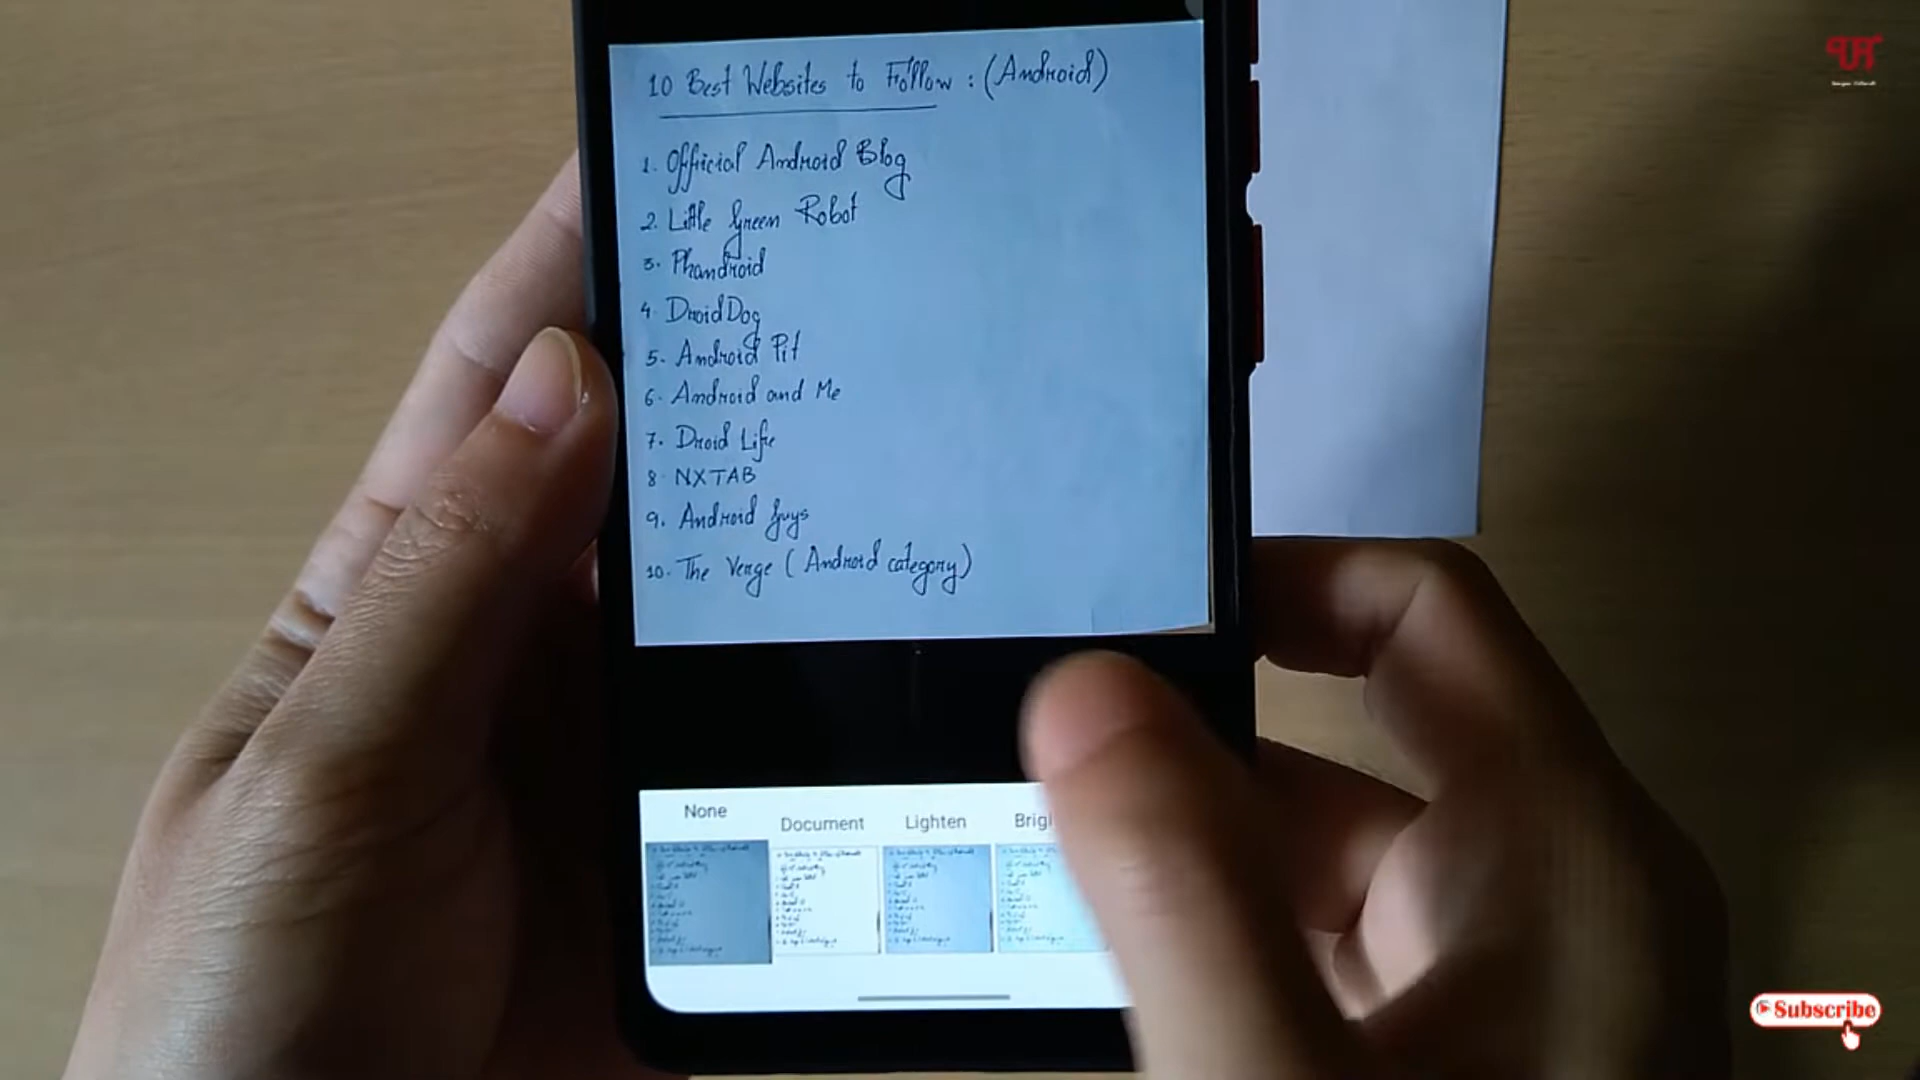 10 Best Websites to Follow : (Android)
1. Official Android Blog
2. Little Green Robot
3. Phandroid
4 DroidDog
5. Android Pit
6. Android and Me
7. Droid Life
8 NXTAB
9. Android Guys
10. The Verge (Android category)
None
Document
Lighten
Brig
Subscribe